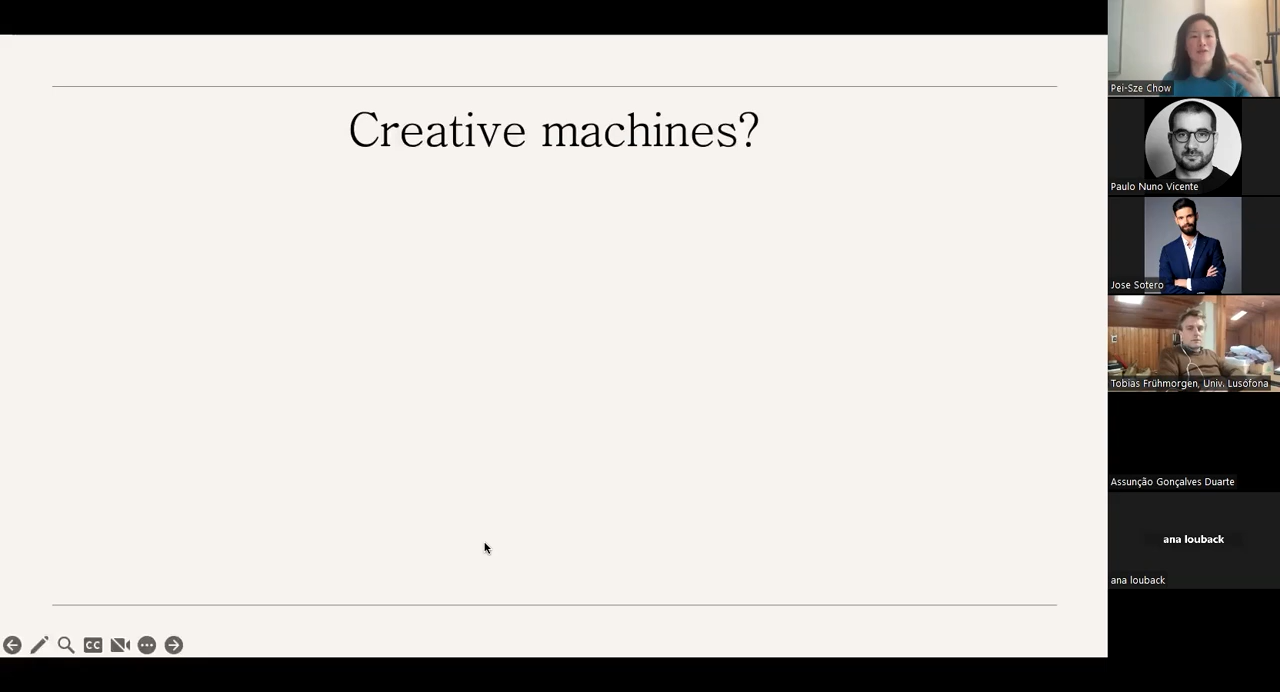 Creative machines?
CC
Pei-Sze Chow
Paulo Nuno Vicente
Jose Sotero
Tobias Frühmorgen, Univ. Lusófona
Assunção Gonçalves Duarte
ana louback
ana louback